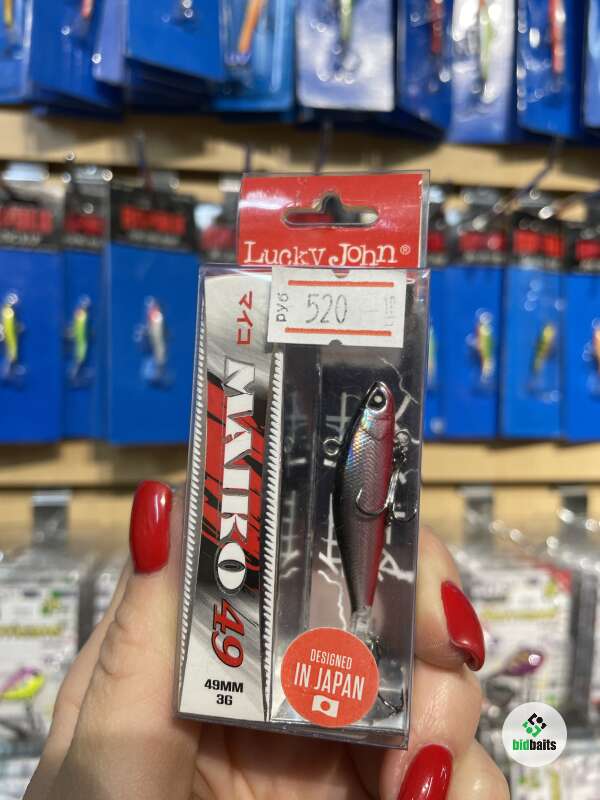 Lucky John®
руб
520
マイコ
MAIKO 49
49MM
3G
DESIGNED
IN JAPAN
bidbaits